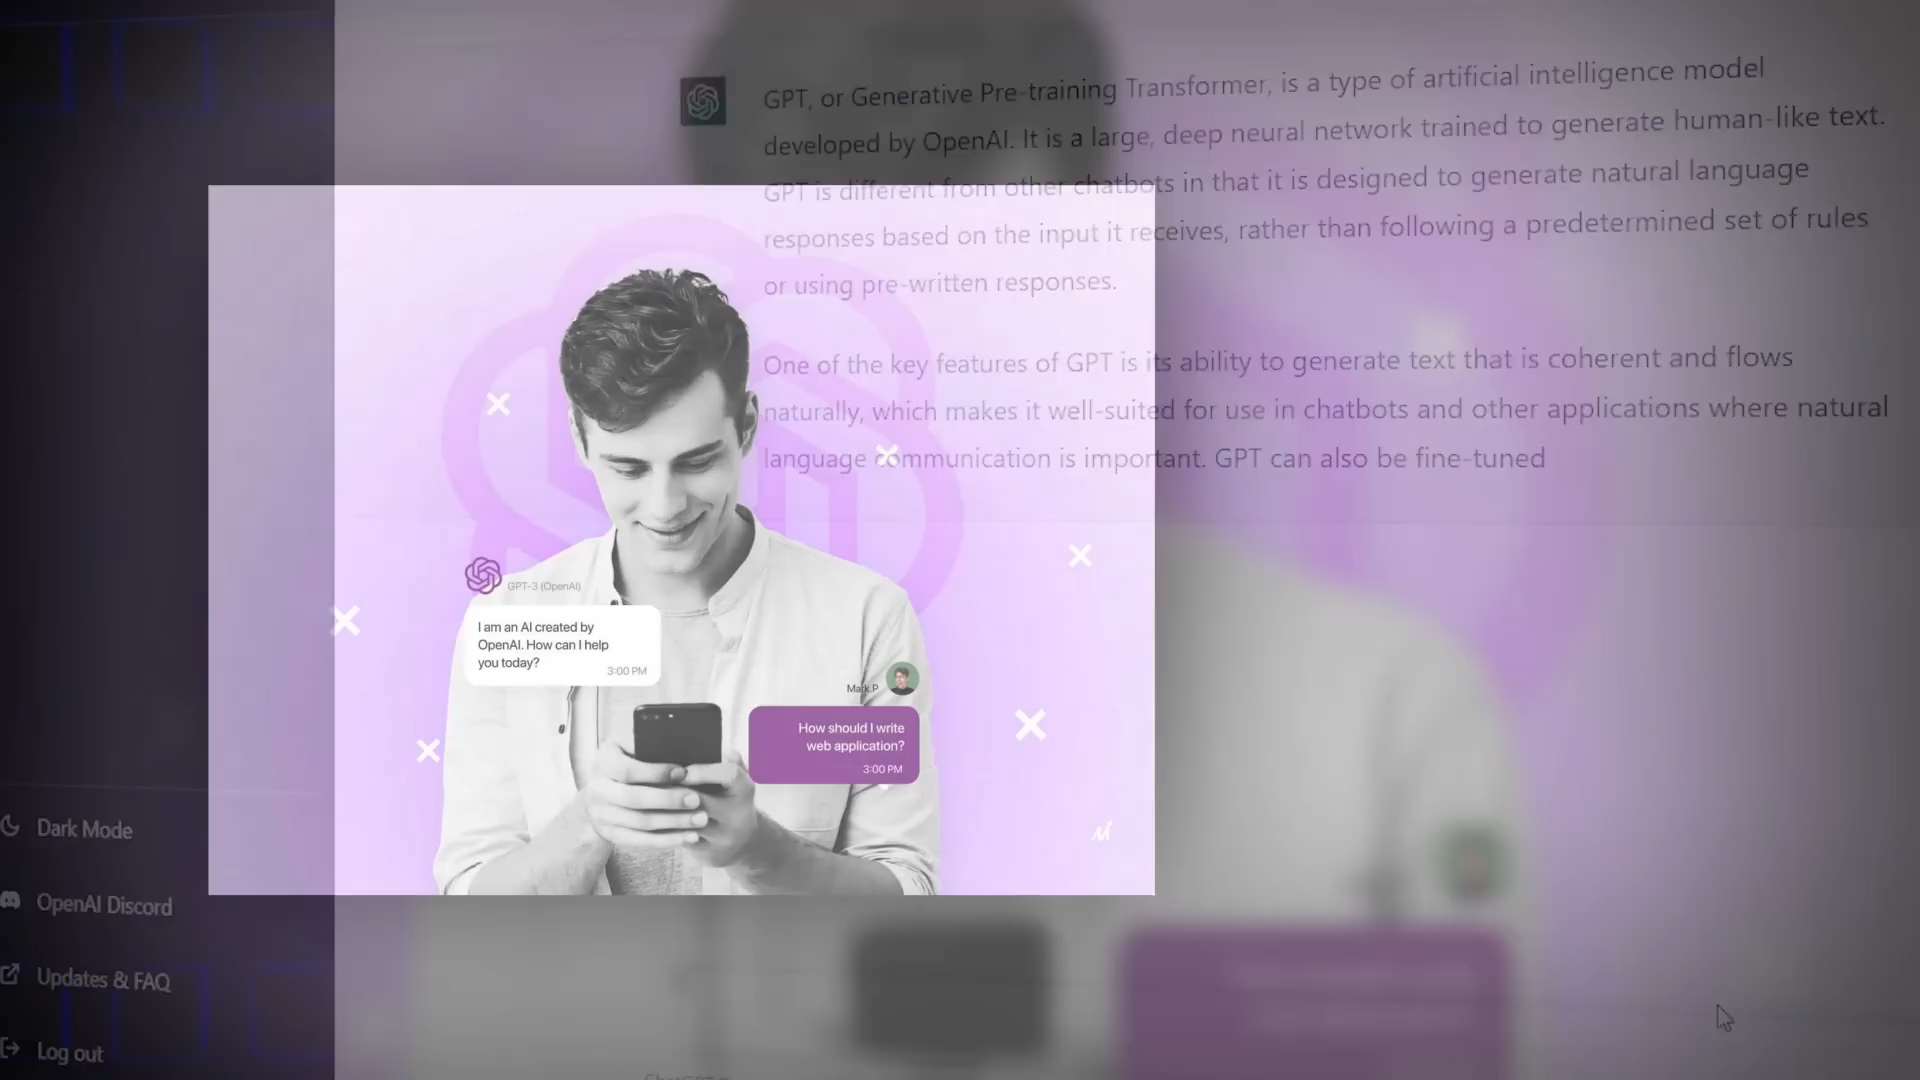 GPT, or Generative Pre-training Transformer, is a type of artificial intelligence model
developed by OpenAI. It is a large, deep neural network trained to generate human-like text.
GPT is different from other chatbots in that it is designed to generate natural language
responses based on the input it receives, rather than following a predetermined set of rules
or using pre-written responses.
One of the key features of GPT is its ability to generate text that is coherent and flows
naturally, which makes it well-suited for use in chatbots and other applications where natural
language communication is important. GPT can also be fine-tuned
GPT-3 (OpenAI)
I am an AI created by
OpenAI. How can I help
you today?
3:00 PM
Mark.P
How should I write
web application?
3:00 PM
Dark Mode
OpenAI Discord
Updates & FAQ
Log out